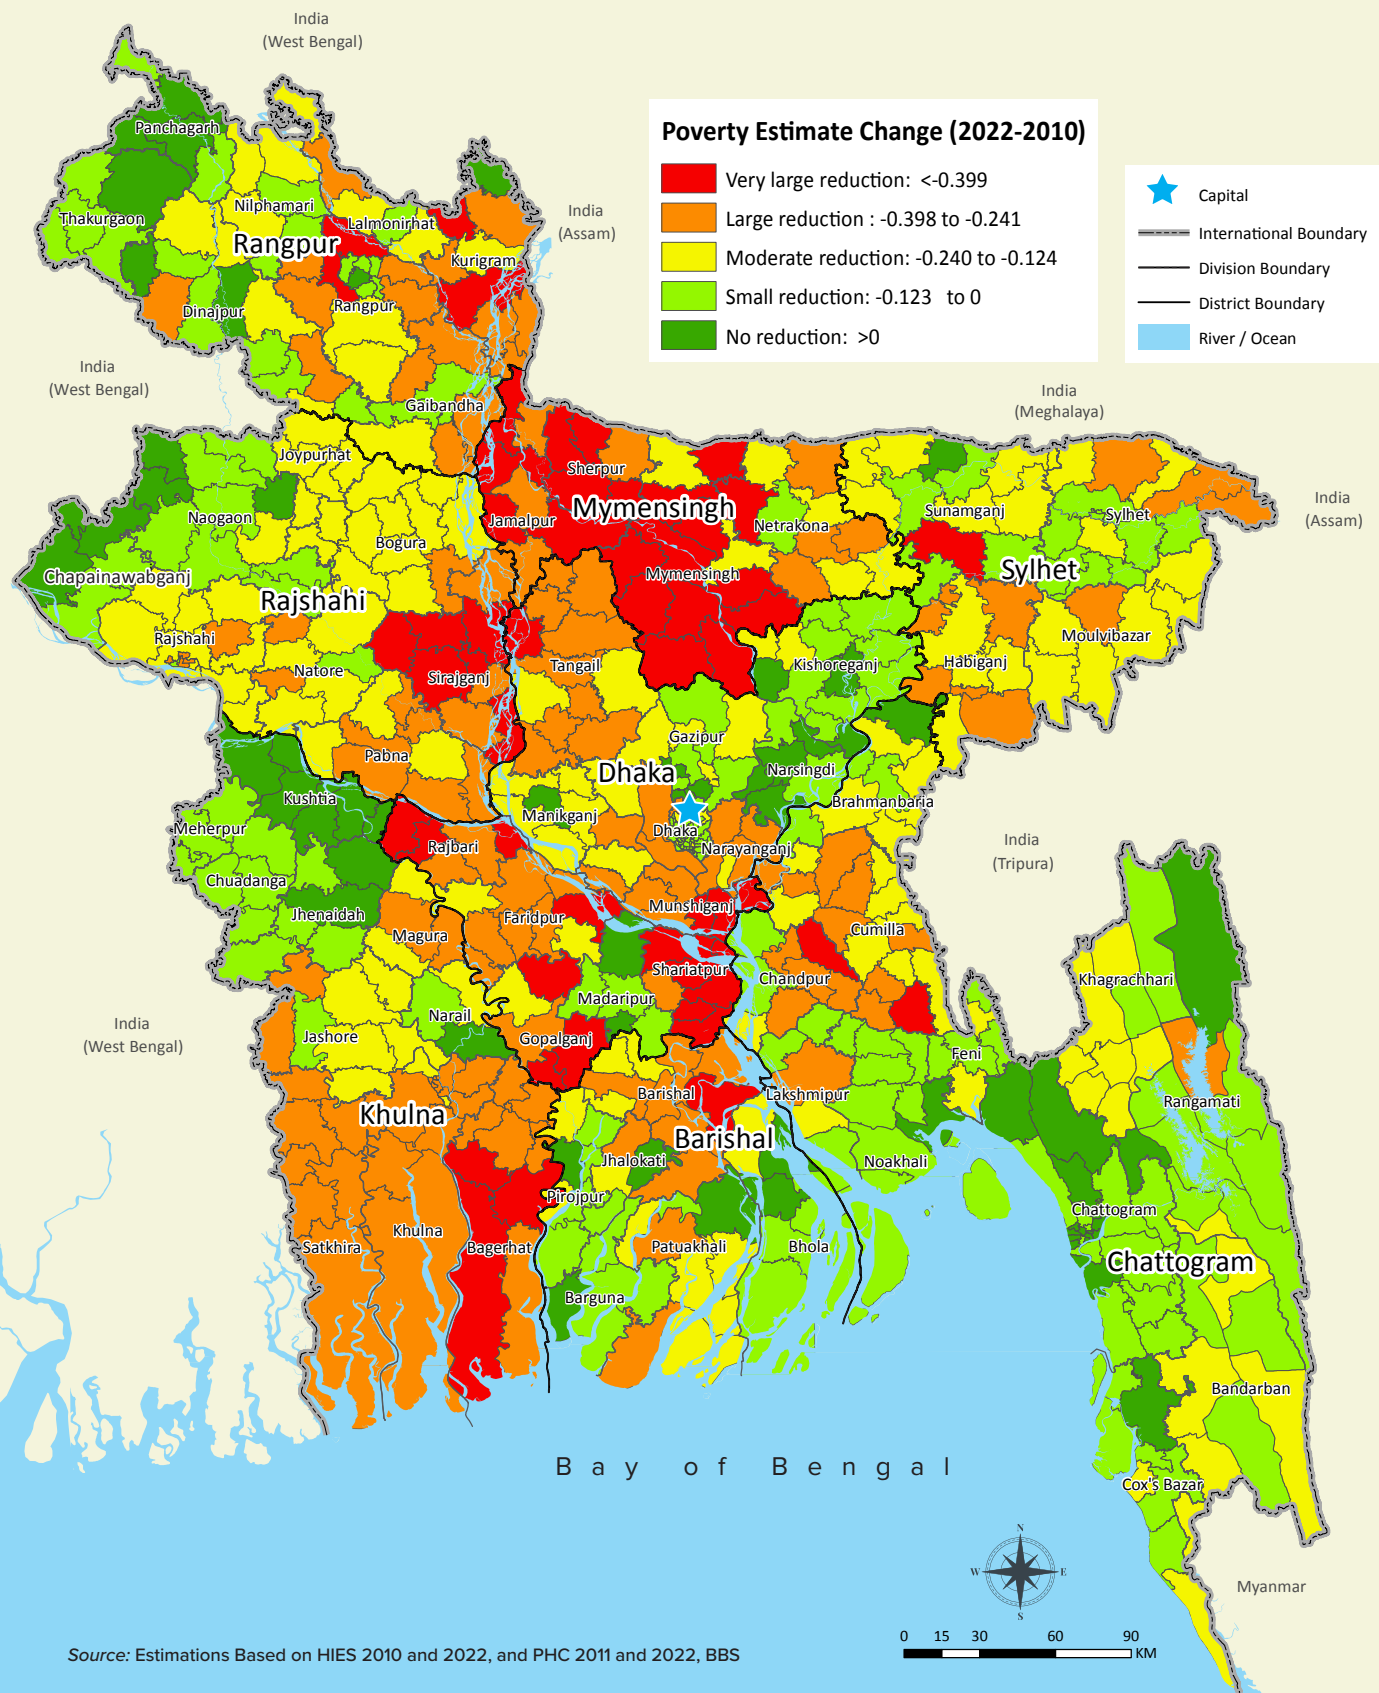 India
(West Bengal)
Poverty Estimate Change (2022-2010)
Very large reduction: <-0.399
Large reduction : -0.398 to -0.241
Moderate reduction: -0.240 to -0.124
Small reduction: -0.123 to 0
No reduction: >0
Capital
International Boundary
Division Boundary
District Boundary
River / Ocean
India
(Assam)
India
(West Bengal)
India
(Meghalaya)
India
(Assam)
India
(Tripura)
India
(West Bengal)
Myanmar
Panchagarh
Thakurgaon
Nilphamari
Lalmonirhat
Rangpur
Kurigram
Dinajpur
Rangpur
Gaibandha
Joypurhat
Sherpur
Mymensingh
Jamalpur
Netrakona
Sunamganj
Sylhet
Naogaon
Bogura
Mymensingh
Sylhet
Chapainawabganj
Rajshahi
Rajshahi
Natore
Sirajganj
Tangail
Kishoreganj
Habiganj
Moulvibazar
Pabna
Gazipur
Dhaka
Narsingdi
Kushtia
Manikganj
Brahmanbaria
Meherpur
Rajbari
Dhaka
Narayanganj
Chuadanga
Jhenaidah
Faridpur
Munshiganj
Magura
Cumilla
Shariatpur
Chandpur
Khagrachhari
Madaripur
Narail
Jashore
Gopalganj
Feni
Khulna
Barishal
Lakshmipur
Rangamati
Barishal
Jhalokati
Noakhali
Pirojpur
Chattogram
Khulna
Satkhira
Bagerhat
Patuakhali
Bhola
Chattogram
Barguna
Bandarban
Cox's Bazar
Bay of Bengal
N
W
E
S
0 15 30 60 90
KM
Source: Estimations Based on HIES 2010 and 2022, and PHC 2011 and 2022, BBS